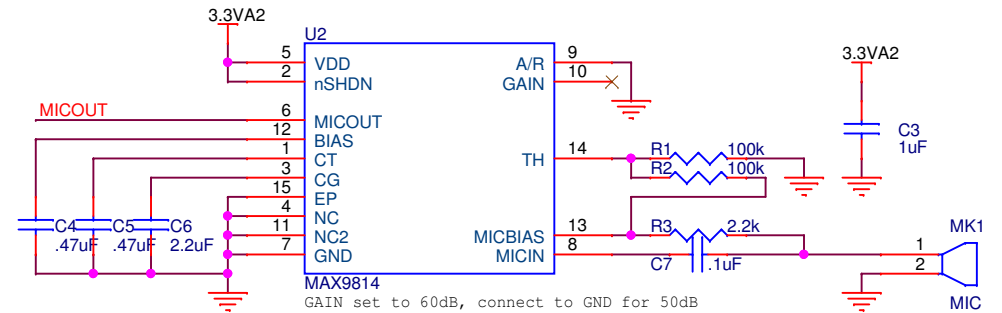 3.3VA2
U2
5 VDD
2 nSHDN
MICOUT
6 MICOUT
12 BIAS
1 CT
3 CG
15 EP
4 NC
11 NC2
7 GND
A/R 9
GAIN 10
TH 14
MICBIAS 13
MICIN 8
R1 100k
R2 100k
R3 2.2k
C7 .1uF
3.3VA2
C3
1uF
C4 C5 C6
.47uF .47uF 2.2uF
1 MK1
2
MIC
MAX9814
GAIN set to 60dB, connect to GND for 50dB